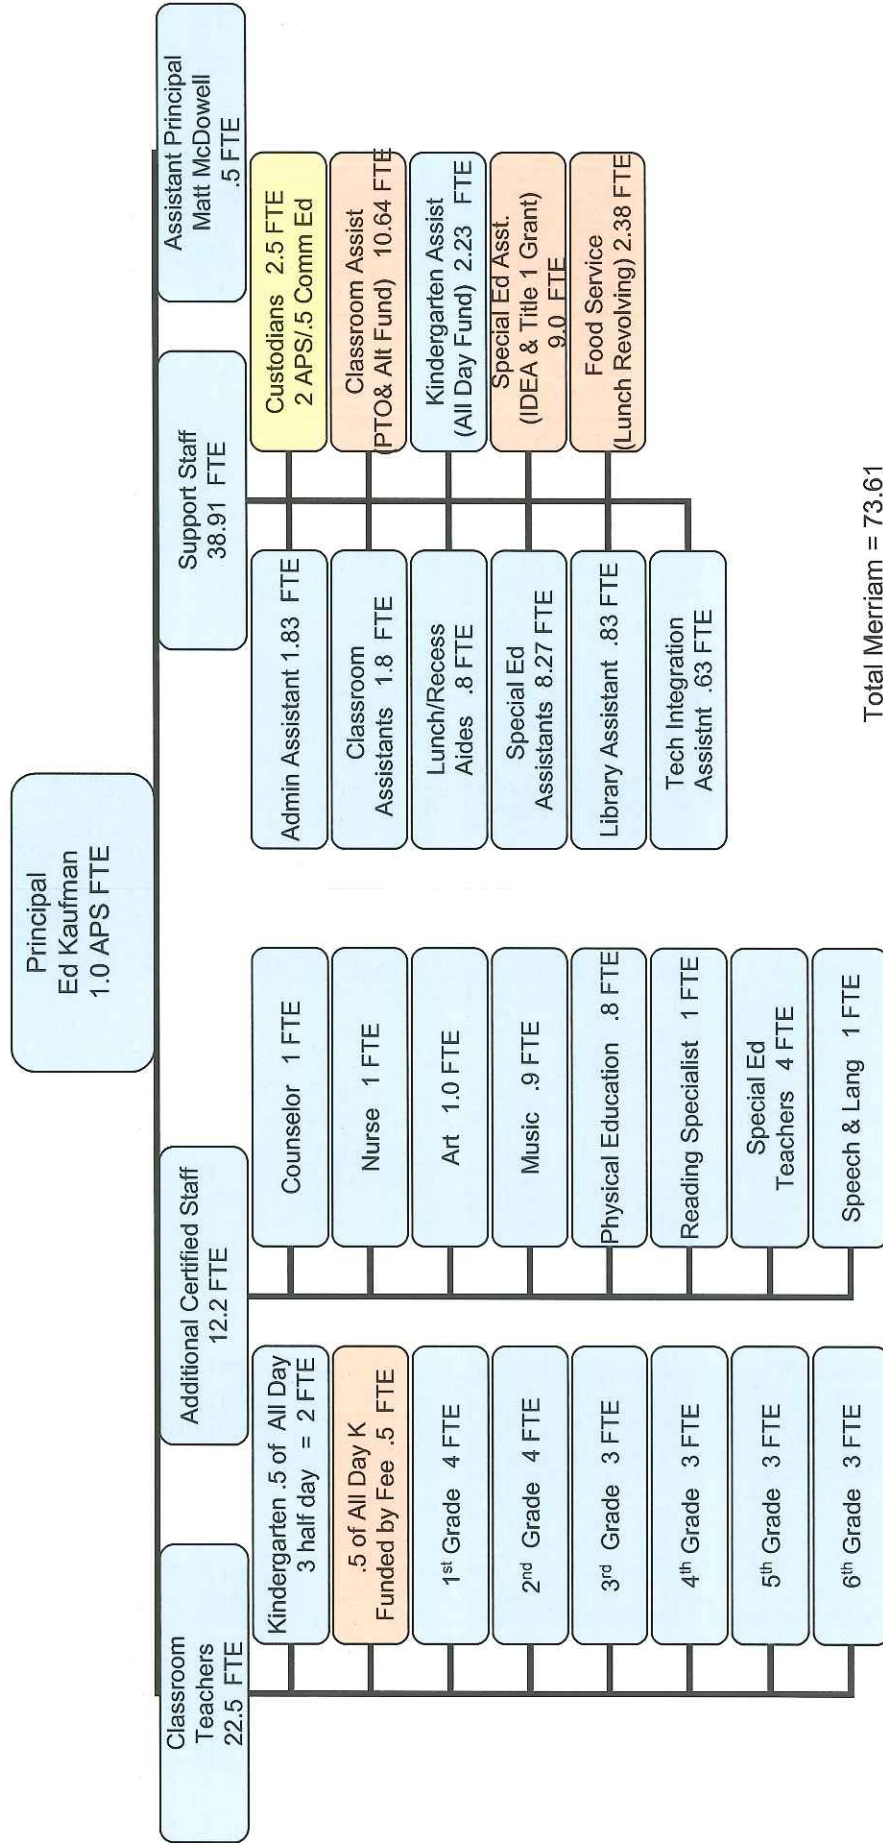 Principal
Ed Kaufman
1.0 APS FTE
Classroom
Teachers
22.5 FTE
Additional Certified Staff
12.2 FTE
Support Staff
38.91 FTE
Assistant Principal
Matt McDowell
.5 FTE
Kindergarten .5 of All Day
3 half day = 2 FTE
.5 of All Day K
Funded by Fee .5 FTE
1st Grade 4 FTE
2nd Grade 4 FTE
3rd Grade 3 FTE
4th Grade 3 FTE
5th Grade 3 FTE
6th Grade 3 FTE
Counselor 1 FTE
Nurse 1 FTE
Art 1.0 FTE
Music .9 FTE
Physical Education .8 FTE
Reading Specialist 1 FTE
Special Ed
Teachers 4 FTE
Speech & Lang 1 FTE
Admin Assistant 1.83 FTE
Classroom
Assistants 1.8 FTE
Lunch/Recess
Aides .8 FTE
Special Ed
Assistants 8.27 FTE
Library Assistant .83 FTE
Tech Integration
Assistnt .63 FTE
Custodians 2.5 FTE
2 APS/.5 Comm Ed
Classroom Assist
(PTO& Alt Fund) 10.64 FTE
Kindergarten Assist
(All Day Fund) 2.23 FTE
Special Ed Asst.
(IDEA & Title 1 Grant)
9.0 FTE
Food Service
(Lunch Revolving) 2.38 FTE
Total Merriam = 73.61